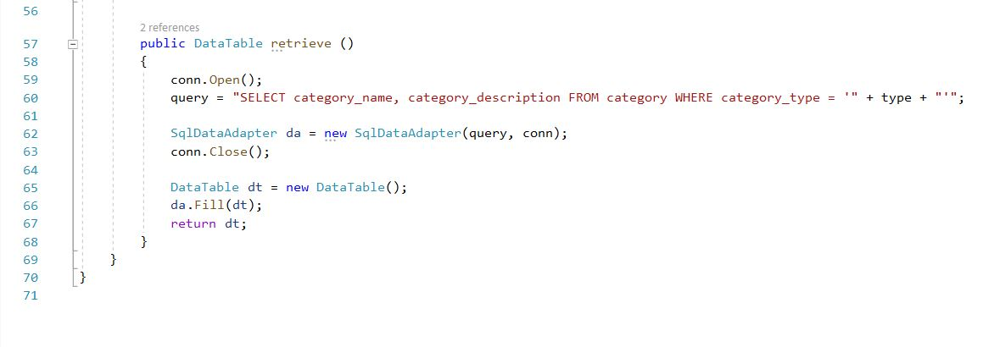 56
2 references
57 public DataTable retrieve ()
58 {
59 conn.Open();
60 query = "SELECT category_name, category_description FROM category WHERE category_type = '" + type + "'";
61
62 SqlDataAdapter da = new SqlDataAdapter(query, conn);
63 conn.Close();
64
65 DataTable dt = new DataTable();
66 da.Fill(dt);
67 return dt;
68 }
69 }
70 }
71